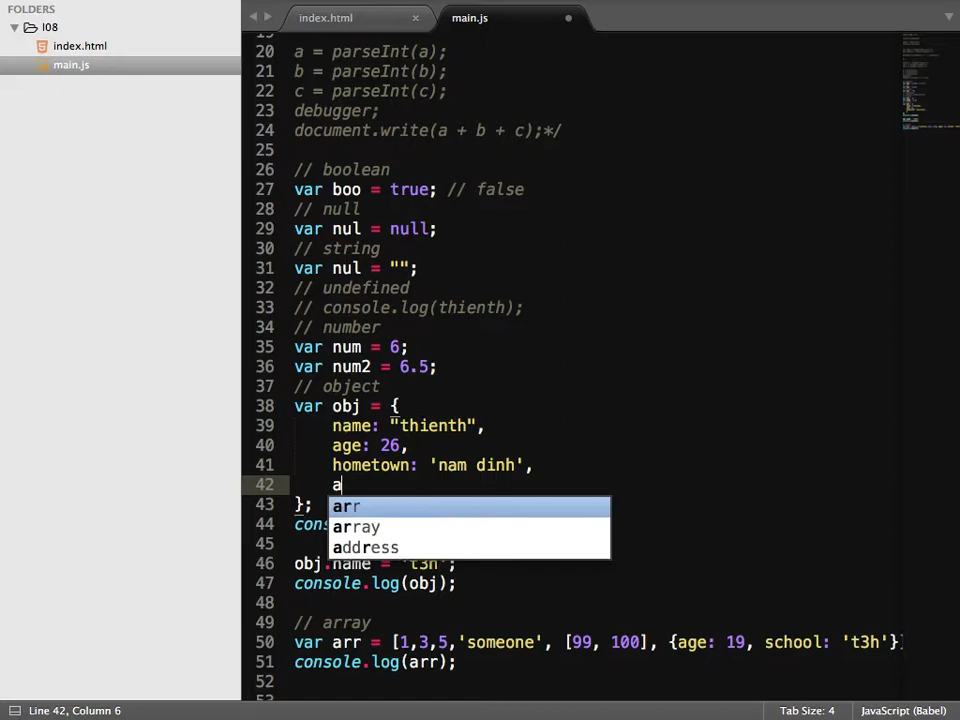 FOLDERS
l08
index.html
main.js
index.html ×
main.js
20 a = parseInt(a);
21 b = parseInt(b);
22 c = parseInt(c);
23 debugger;
24 document.write(a + b + c);*/
25
26 // boolean
27 var boo = true; // false
28 // null
29 var nul = null;
30 // string
31 var nul = "";
32 // undefined
33 // console.log(thienth);
34 // number
35 var num = 6;
36 var num2 = 6.5;
37 // object
38 var obj = {
39 name: "thienth",
40 age: 26,
41 hometown: 'nam dinh',
42 a
arr
array
address
43 };
44 cons
45
46 obj.name = 't3h';
47 console.log(obj);
48
49 // array
50 var arr = [1,3,5,'someone', [99, 100], {age: 19, school: 't3h'}]
51 console.log(arr);
52
Line 42, Column 6
Tab Size: 4
JavaScript (Babel)